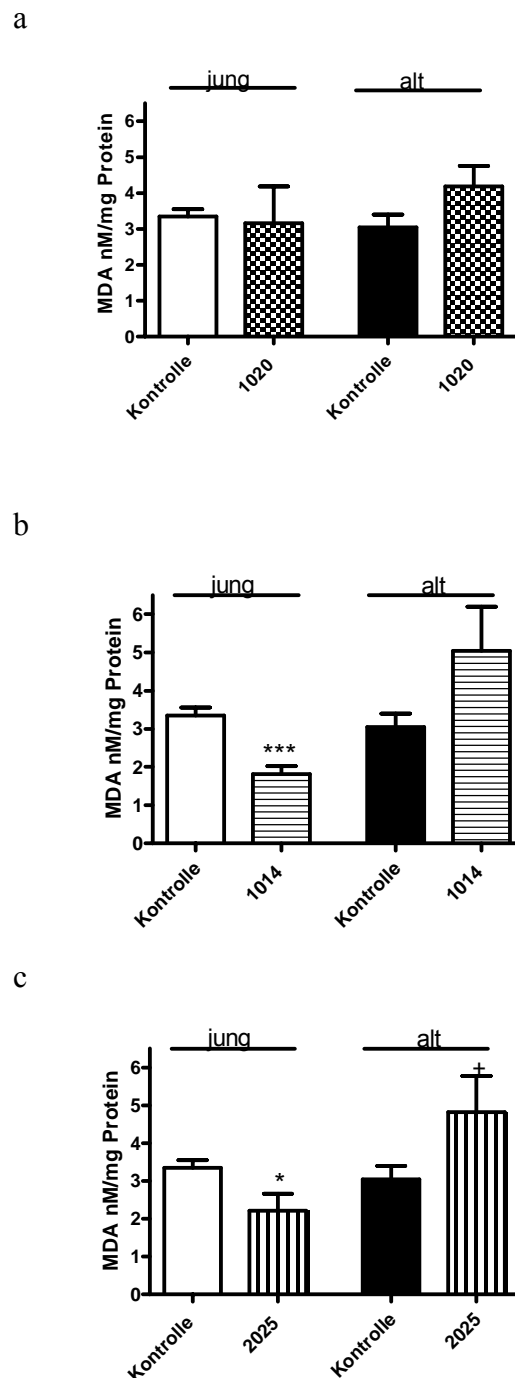 a
jung alt
MDA nM/mg Protein
6
5
4
3
2
1
0
Kontrolle 1020 Kontrolle 1020
b
jung alt
MDA nM/mg Protein
6
5
4
3
2
1
0
***
Kontrolle 1014 Kontrolle 1014
c
jung alt
MDA nM/mg Protein
6
5
4
3
2
1
0
* +
Kontrolle 2025 Kontrolle 2025